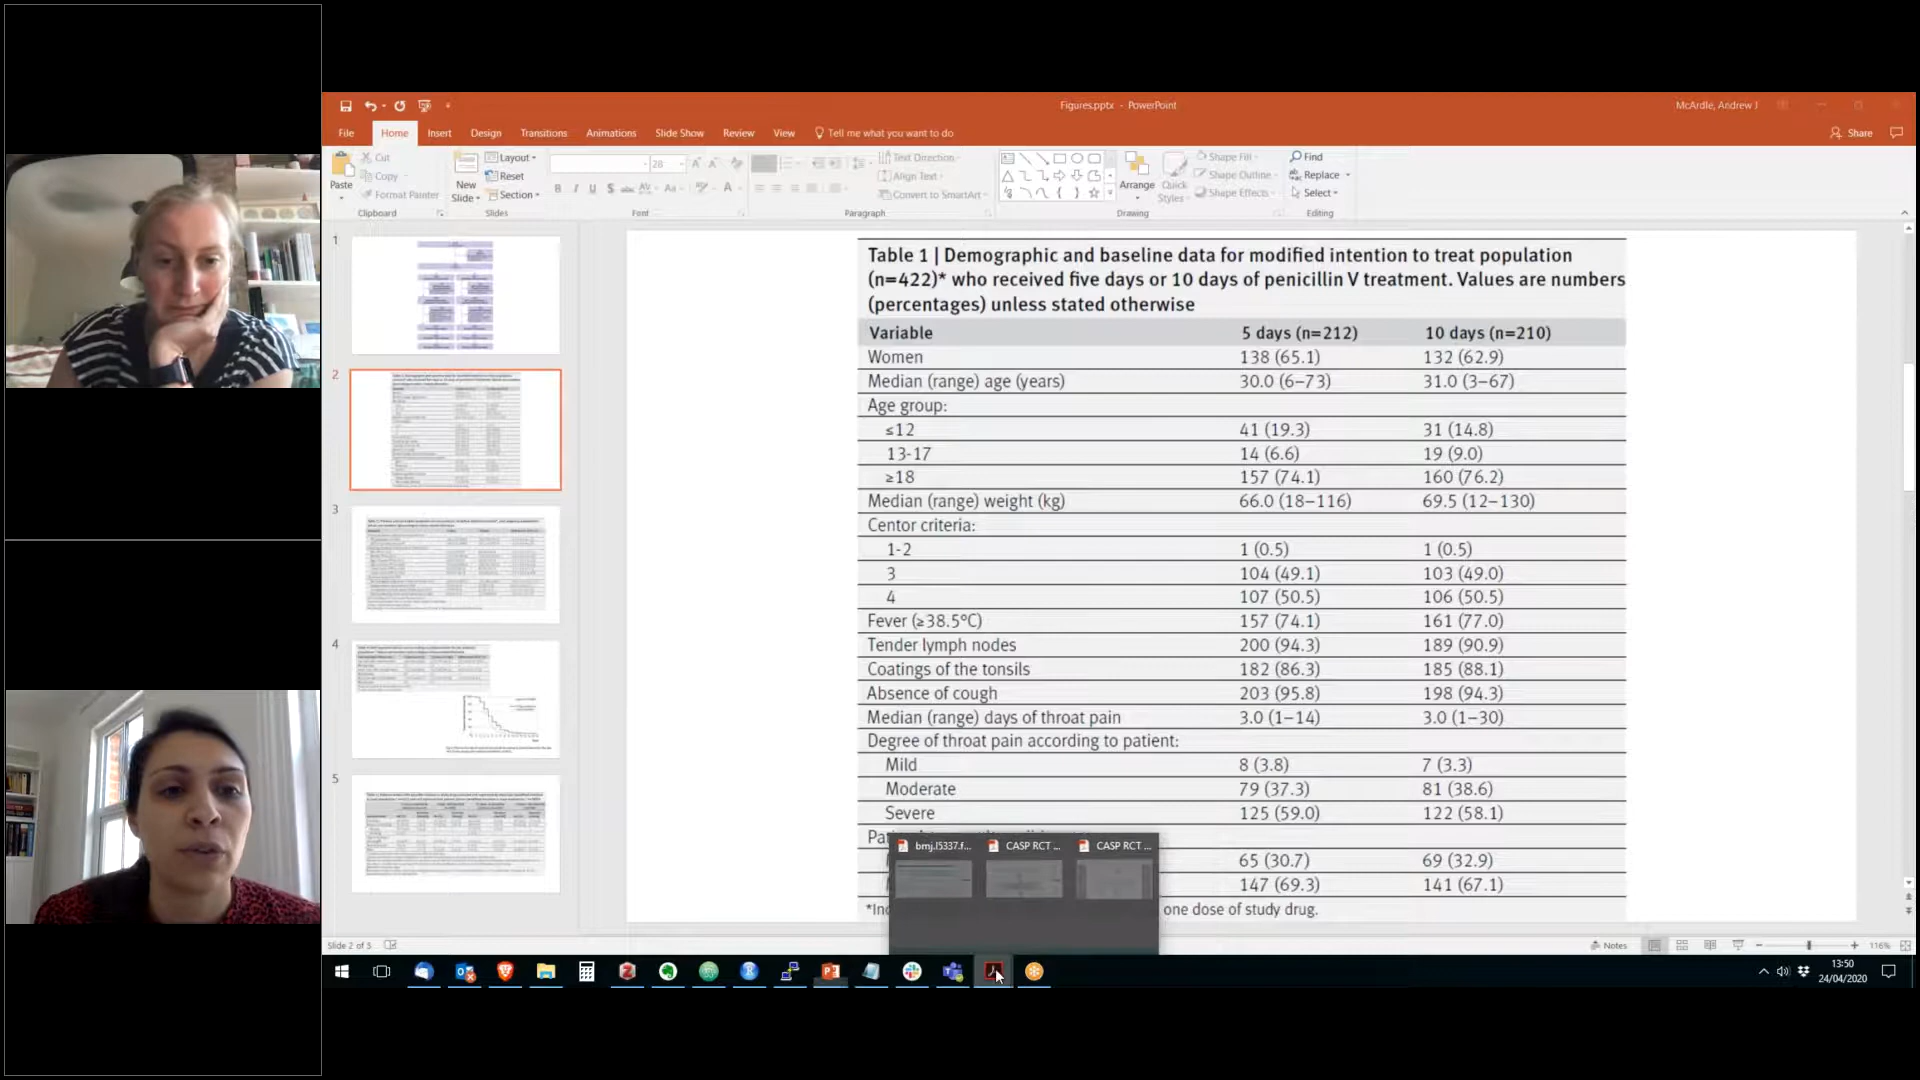 Figures.pptx - PowerPoint
McArdle, Andrew J
File Home Insert Design Transitions Animations Slide Show Review View Tell me what you want to do
Share
Paste
Cut
Copy
Format Painter
Clipboard
New Slide
Layout
Reset
Section
Slides
28
Font
Text Direction
Align Text
Convert to SmartArt
Paragraph
Arrange
Quick Styles
Shape Fill
Shape Outline
Shape Effects
Drawing
Find
Replace
Select
Editing
1
2
3
4
5
Table 1 | Demographic and baseline data for modified intention to treat population
(n=422)* who received five days or 10 days of penicillin V treatment. Values are numbers
(percentages) unless stated otherwise
Variable 5 days (n=212) 10 days (n=210)
Women 138 (65.1) 132 (62.9)
Median (range) age (years) 30.0 (6–73) 31.0 (3–67)
Age group:
≤12 41 (19.3) 31 (14.8)
13-17 14 (6.6) 19 (9.0)
≥18 157 (74.1) 160 (76.2)
Median (range) weight (kg) 66.0 (18–116) 69.5 (12–130)
Centor criteria:
1-2 1 (0.5) 1 (0.5)
3 104 (49.1) 103 (49.0)
4 107 (50.5) 106 (50.5)
Fever (≥38.5°C) 157 (74.1) 161 (77.0)
Tender lymph nodes 200 (94.3) 189 (90.9)
Coatings of the tonsils 182 (86.3) 185 (88.1)
Absence of cough 203 (95.8) 198 (94.3)
Median (range) days of throat pain 3.0 (1–14) 3.0 (1–30)
Degree of throat pain according to patient:
Mild 8 (3.8) 7 (3.3)
Moderate 79 (37.3) 81 (38.6)
Severe 125 (59.0) 122 (58.1)
65 (30.7) 69 (32.9)
147 (69.3) 141 (67.1)
one dose of study drug.
bmj.l5337.f... CASP RCT ... CASP RCT ...
Slide 2 of 5
Notes
116%
13:50
24/04/2020